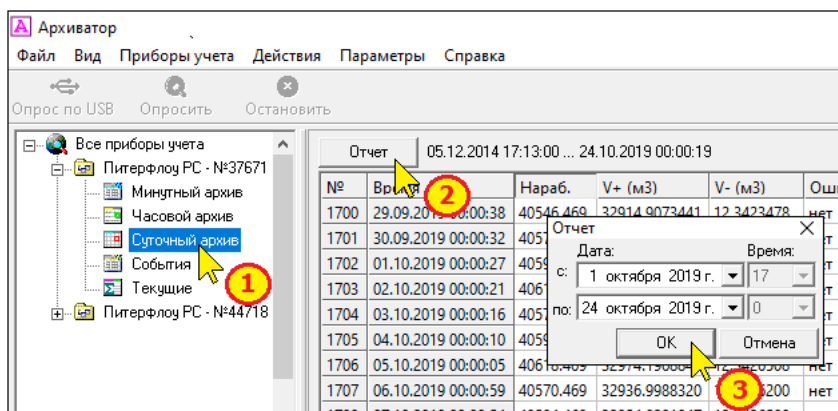 Архиватор
Файл Вид Приборы учета Действия Параметры Справка
Опрос по USB Опросить Остановить
Все приборы учета
Питерфлоу РС - №37671
Минутный архив
Часовой архив
Суточный архив
События
Текущие
Питерфлоу РС - №44718
1
Отчет 05.12.2014 17:13:00 ... 24.10.2019 00:00:19
2
№ Нараб. V+ (м3) V- (м3)
1700 29.09.2019 00:00:38 40546.469 32914.9073441 12.3423478 нет
1701 30.09.2019 00:00:32
1702 01.10.2019 00:00:27
1703 02.10.2019 00:00:21
1704 03.10.2019 00:00:16
1705 04.10.2019 00:00:10
1706 05.10.2019 00:00:05 нет
1707 06.10.2019 00:00:59 40570.469 32936.9988320 нет
Отчет
Дата: Время:
с: 1 октября 2019 г. 17
по: 24 октября 2019 г. 0
OK Отмена
3